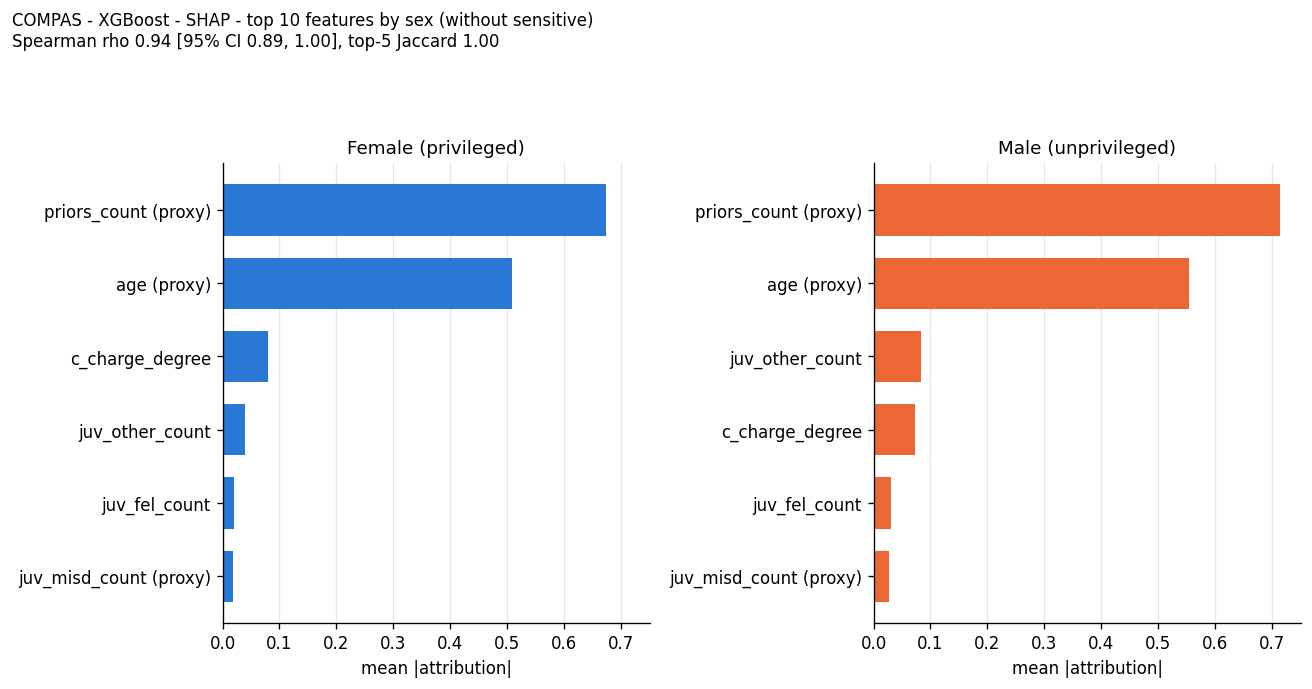 COMPAS - XGBoost - SHAP - top 10 features by sex (without sensitive)
Spearman rho 0.94 [95% CI 0.89, 1.00], top-5 Jaccard 1.00
Female (privileged)
priors_count (proxy)
age (proxy)
c_charge_degree
juv_other_count
juv_fel_count
juv_misd_count (proxy)
0.0 0.1 0.2 0.3 0.4 0.5 0.6 0.7
mean |attribution|
Male (unprivileged)
priors_count (proxy)
age (proxy)
juv_other_count
c_charge_degree
juv_fel_count
juv_misd_count (proxy)
0.0 0.1 0.2 0.3 0.4 0.5 0.6 0.7
mean |attribution|